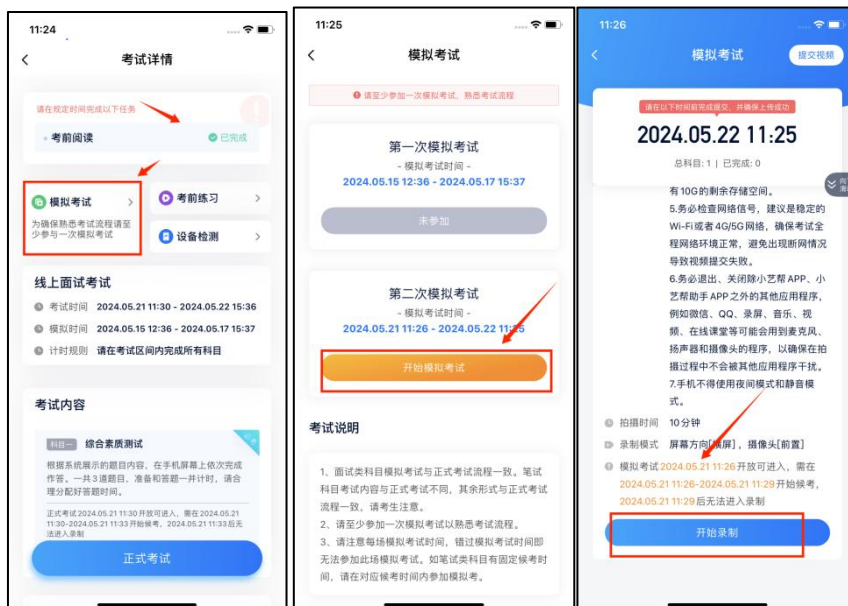 11:24
考试详情
请在规定时间完成以下任务
考前阅读
已完成
模拟考试
为确保熟悉考试流程请至
少参与一次模拟考试
考前练习
设备检测
线上面试考试
考试时间 2024.05.21 11:30 - 2024.05.22 15:36
模拟时间 2024.05.15 12:36 - 2024.05.17 15:37
计时规则 请在考试区间内完成所有科目
考试内容
科目一 综合素质测试
根据系统展示的题目内容，在手机屏幕上依次完成
作答。一共3道题目，准备和答题一并计时，请合
理分配好答题时间。
正式考试2024.05.21 11:30开放可进入，需在2024.05.21
11:30-2024.05.21 11:33开始候考，2024.05.21 11:33后无
法进入录制
正式考试
11:25
模拟考试
请至少参加一次模拟考试，熟悉考试流程
第一次模拟考试
- 模拟考试时间 -
2024.05.15 12:36 - 2024.05.17 15:37
未参加
第二次模拟考试
- 模拟考试时间 -
2024.05.21 11:26 - 2024.05.22 11:25
开始模拟考试
考试说明
1、面试类科目模拟考试与正式考试流程一致。笔试
科目考试内容与正式考试不同，其余形式与正式考试
流程一致，请考生注意。
2、请至少参加一次模拟考试以熟悉考试流程。
3、请注意每场模拟考试时间，错过模拟考试时间即
无法参加此场模拟考试。如笔试类科目有固定候考时
间，请在对应候考时间内参加模拟考。
11:26
模拟考试
提交视频
请在以下时间前完成提交，并确保上传成功
2024.05.22 11:25
总科目: 1 | 已完成: 0
有10G的剩余存储空间。
5.务必检查网络信号，建议是稳定的
Wi-Fi或者4G/5G网络，确保考试全
程网络环境正常，避免出现断网情况
导致视频提交失败。
6.务必退出、关闭除小艺帮APP、小
艺帮助手APP之外的其他应用程序，
例如微信、QQ、录屏、音乐、视
频、在线课堂等可能会用到麦克风、
扬声器和摄像头的程序，以确保在拍
摄过程中不会被其他应用程序干扰。
7.手机不得使用夜间模式和静音模
式。
拍摄时间 10分钟
录制模式 屏幕方向[横屏]，摄像头[前置]
模拟考试2024.05.21 11:26开放可进入，需在
2024.05.21 11:26-2024.05.21 11:29开始候考，
2024.05.21 11:29后无法进入录制
开始录制